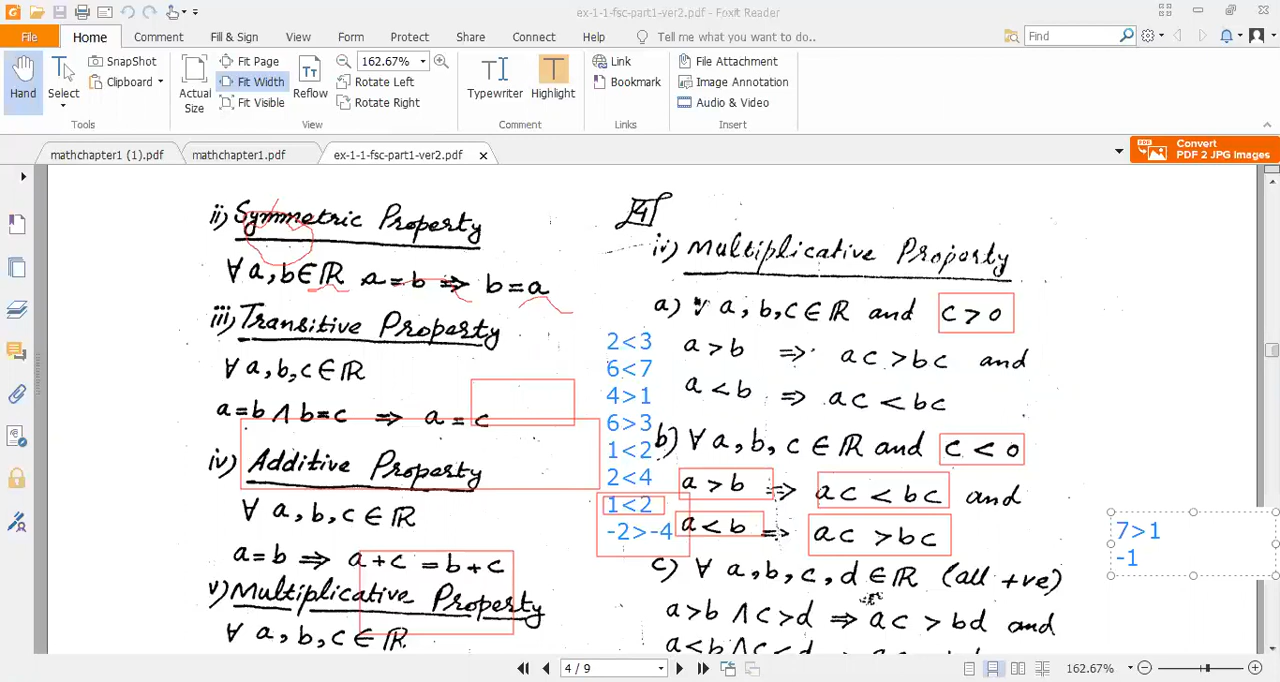 ex-1-1-fsc-part1-ver2.pdf - Foxit Reader
File Home Comment Fill & Sign View Form Protect Share Connect Help Tell me what you want to do.. Find
Hand
Select
SnapShot
Clipboard
Tools
Actual Size
Fit Page
Fit Width
Fit Visible
Reflow
162.67%
Rotate Left
Rotate Right
View
Typewriter
Highlight
Comment
Link
Bookmark
Links
File Attachment
Image Annotation
Audio & Video
Insert
mathchapter1 (1).pdf mathchapter1.pdf ex-1-1-fsc-part1-ver2.pdf
Convert
PDF 2 JPG Images
ii) Symmetric Property
∀ a, b ∈ ℝ a = b ⇒ b = a
iii) Transitive Property
∀ a, b, c ∈ ℝ
a = b ∧ b = c ⇒ a = c
iv) Additive Property
∀ a, b, c ∈ ℝ
a = b ⇒ a + c = b + c
v) Multiplicative Property
∀ a, b, c ∈ ℝ
2<3
6<7
4>1
6>3
1<2
2<4
1<2
-2>-4
4
iv) Multiplicative Property
a) ∀ a, b, c ∈ ℝ and c > 0
a > b ⇒ ac > bc and
a < b ⇒ ac < bc
b) ∀ a, b, c ∈ ℝ and c < 0
a > b ⇒ ac < bc and
a < b ⇒ ac > bc
c) ∀ a, b, c, d ∈ ℝ (all +ve)
a > b ∧ c > d ⇒ ac > bd and
a < b ∧ c < d
7>1
-1
4 / 9
162.67%